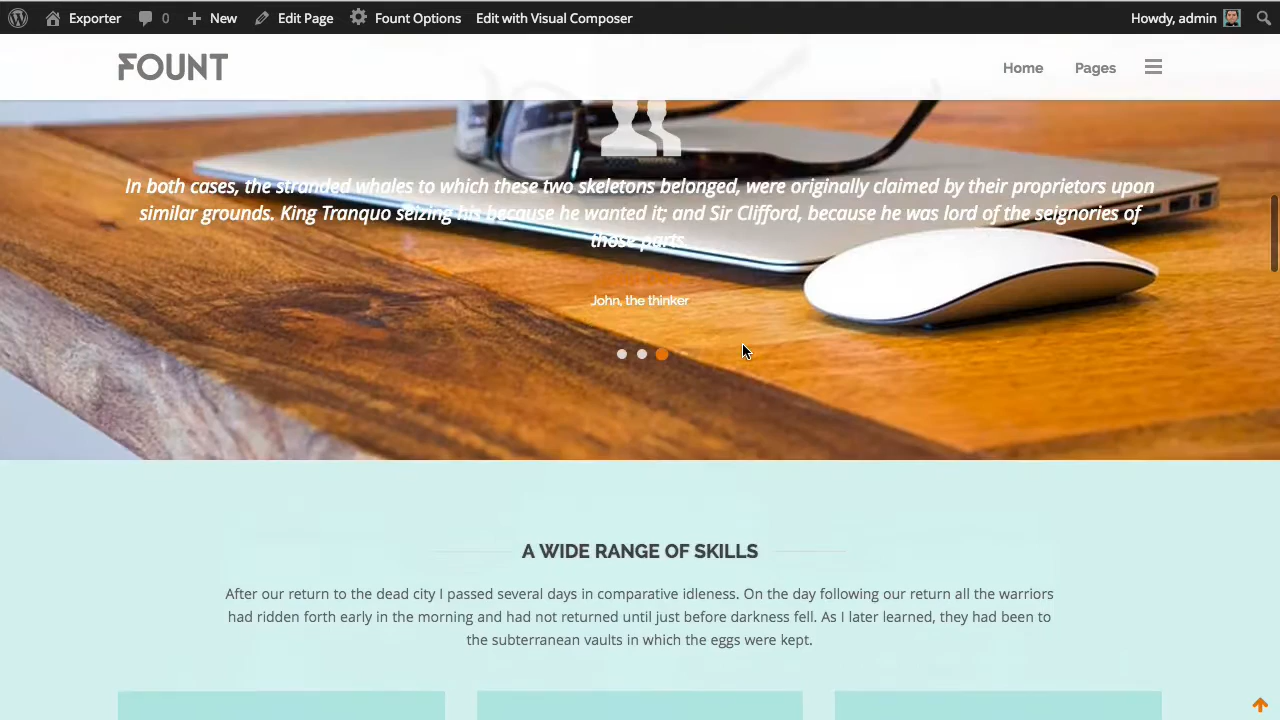 Exporter 0 New Edit Page Fount Options Edit with Visual Composer Howdy, admin
FOUNT Home Pages
In both cases, the stranded whales to which these two skeletons belonged, were originally claimed by their proprietors upon
similar grounds. King Tranquo seizing his because he wanted it; and Sir Clifford, because he was lord of the seignories of
those parts.
John, the thinker
A WIDE RANGE OF SKILLS
After our return to the dead city I passed several days in comparative idleness. On the day following our return all the warriors
had ridden forth early in the morning and had not returned until just before darkness fell. As I later learned, they had been to
the subterranean vaults in which the eggs were kept.